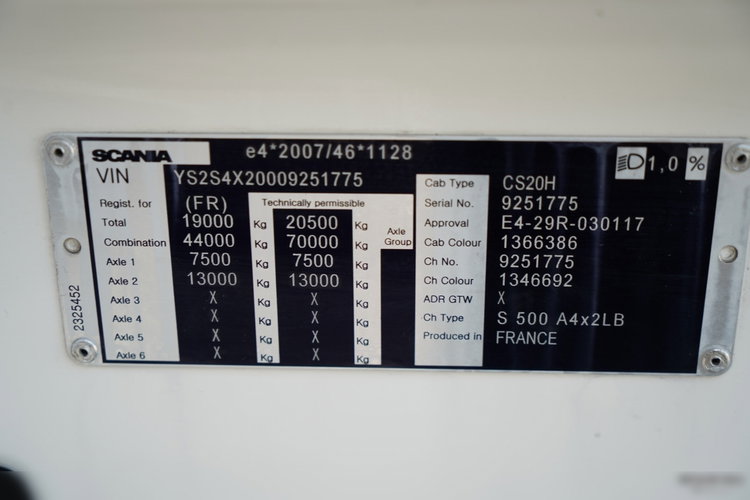 SCANIA e4*2007/46*1128 1,0 %
VIN YS2S4X20009251775
Regist. for (FR) Technically permissible
Total 19000 Kg 20500 Kg Axle Group
Combination 44000 Kg 70000 Kg
Axle 1 7500 Kg 7500 Kg
Axle 2 13000 Kg 13000 Kg
Axle 3 X Kg X Kg
Axle 4 X Kg X Kg
Axle 5 X Kg X Kg
Axle 6 X Kg X Kg
Cab Type CS20H
Serial No. 9251775
Approval E4-29R-030117
Cab Colour 1366386
Ch No. 9251775
Ch Colour 1346692
ADR GTW X
Ch Type S 500 A4x2LB
Produced in FRANCE
2325452